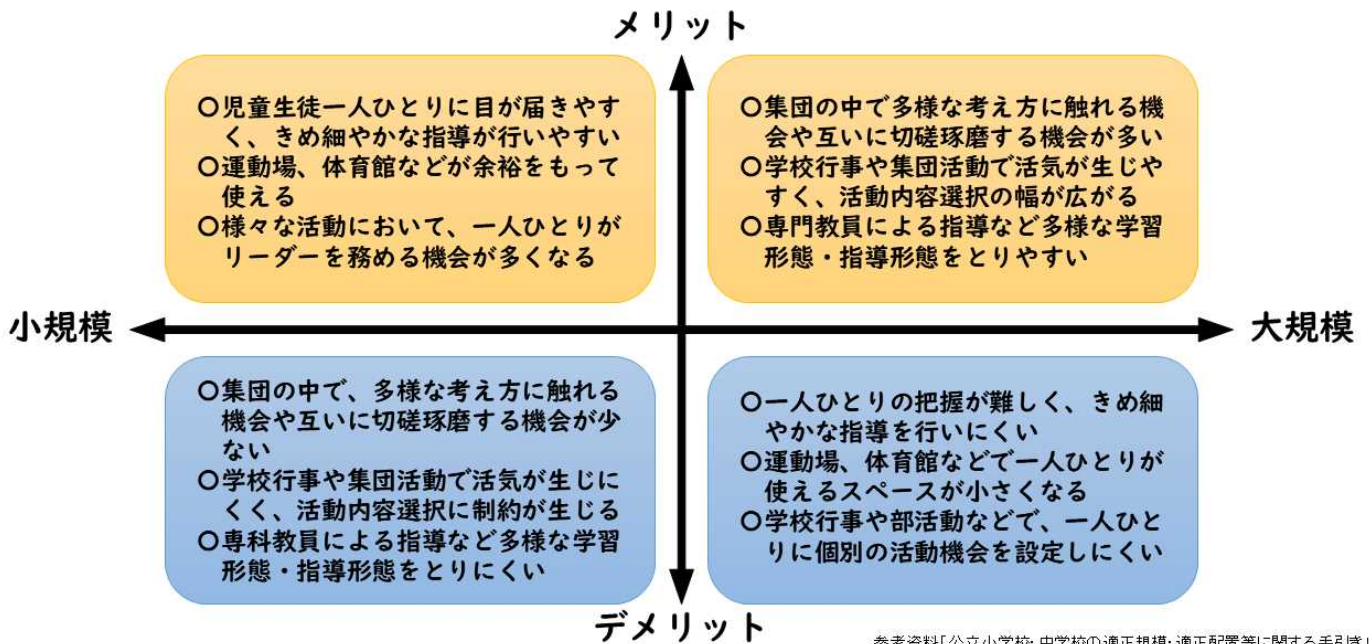 メリット
〇児童生徒一人ひとりに目が届きやす
く、きめ細やかな指導が行いやすい
〇運動場、体育館などが余裕をもって
使える
〇様々な活動において、一人ひとりが
リーダーを務める機会が多くなる
〇集団の中で多様な考え方に触れる機
会や互いに切磋琢磨する機会が多い
〇学校行事や集団活動で活気が生じや
すく、活動内容選択の幅が広がる
〇専門教員による指導など多様な学習
形態・指導形態をとりやすい
小規模
大規模
〇集団の中で、多様な考え方に触れる
機会や互いに切磋琢磨する機会が少
ない
〇学校行事や集団活動で活気が生じに
くく、活動内容選択に制約が生じる
〇専科教員による指導など多様な学習
形態・指導形態をとりにくい
〇一人ひとりの把握が難しく、きめ細
やかな指導を行いにくい
〇運動場、体育館などで一人ひとりが
使えるスペースが小さくなる
〇学校行事や部活動などで、一人ひと
りに個別の活動機会を設定しにくい
デメリット
参考資料「公立小学校・中学校の適正規模・適正配置等に関する手引き」